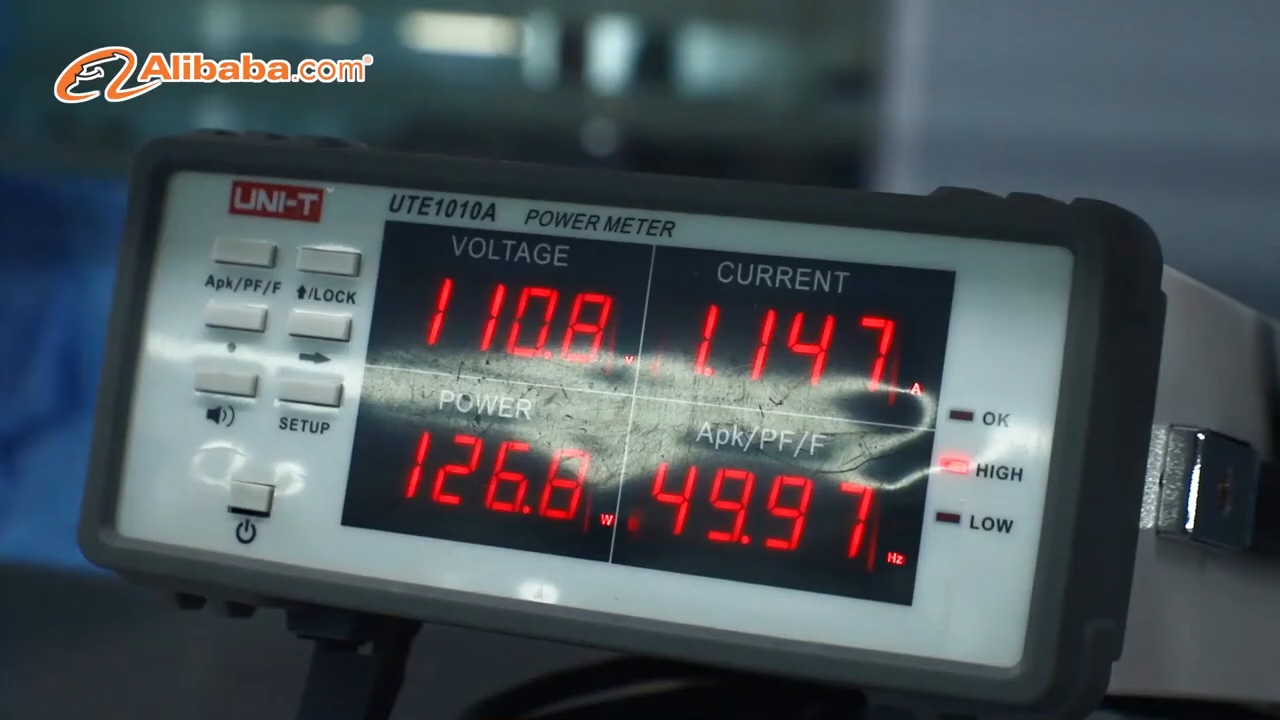 Alibaba.com®
UNI-T
UTE1010A POWER METER
Apk/PF/F
⬆/LOCK
SETUP
VOLTAGE
110.8 V
CURRENT
1.147 A
POWER
126.8 W
Apk/PF/F
49.97 Hz
OK
HIGH
LOW